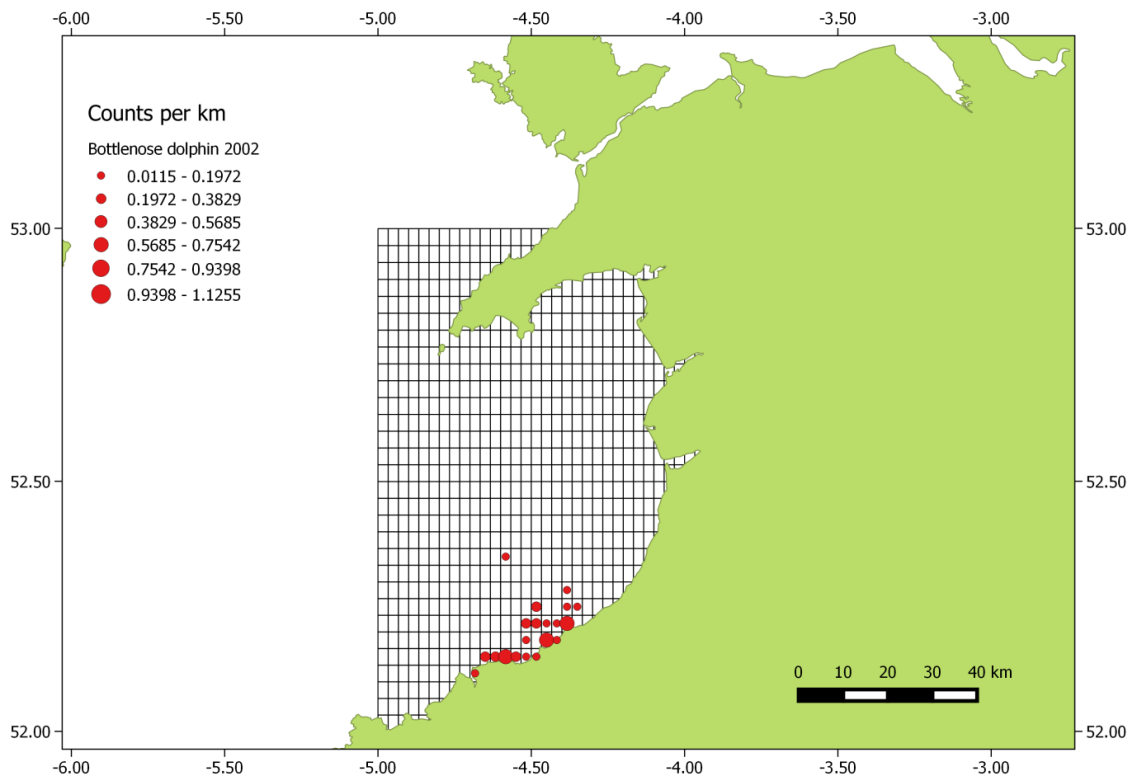 -6.00 -5.50 -5.00 -4.50 -4.00 -3.50 -3.00
Counts per km
Bottlenose dolphin 2002
0.0115 - 0.1972
0.1972 - 0.3829
0.3829 - 0.5685
0.5685 - 0.7542
0.7542 - 0.9398
0.9398 - 1.1255
53.00 53.00
52.50 52.50
0 10 20 30 40 km
52.00 52.00
-6.00 -5.50 -5.00 -4.50 -4.00 -3.50 -3.00